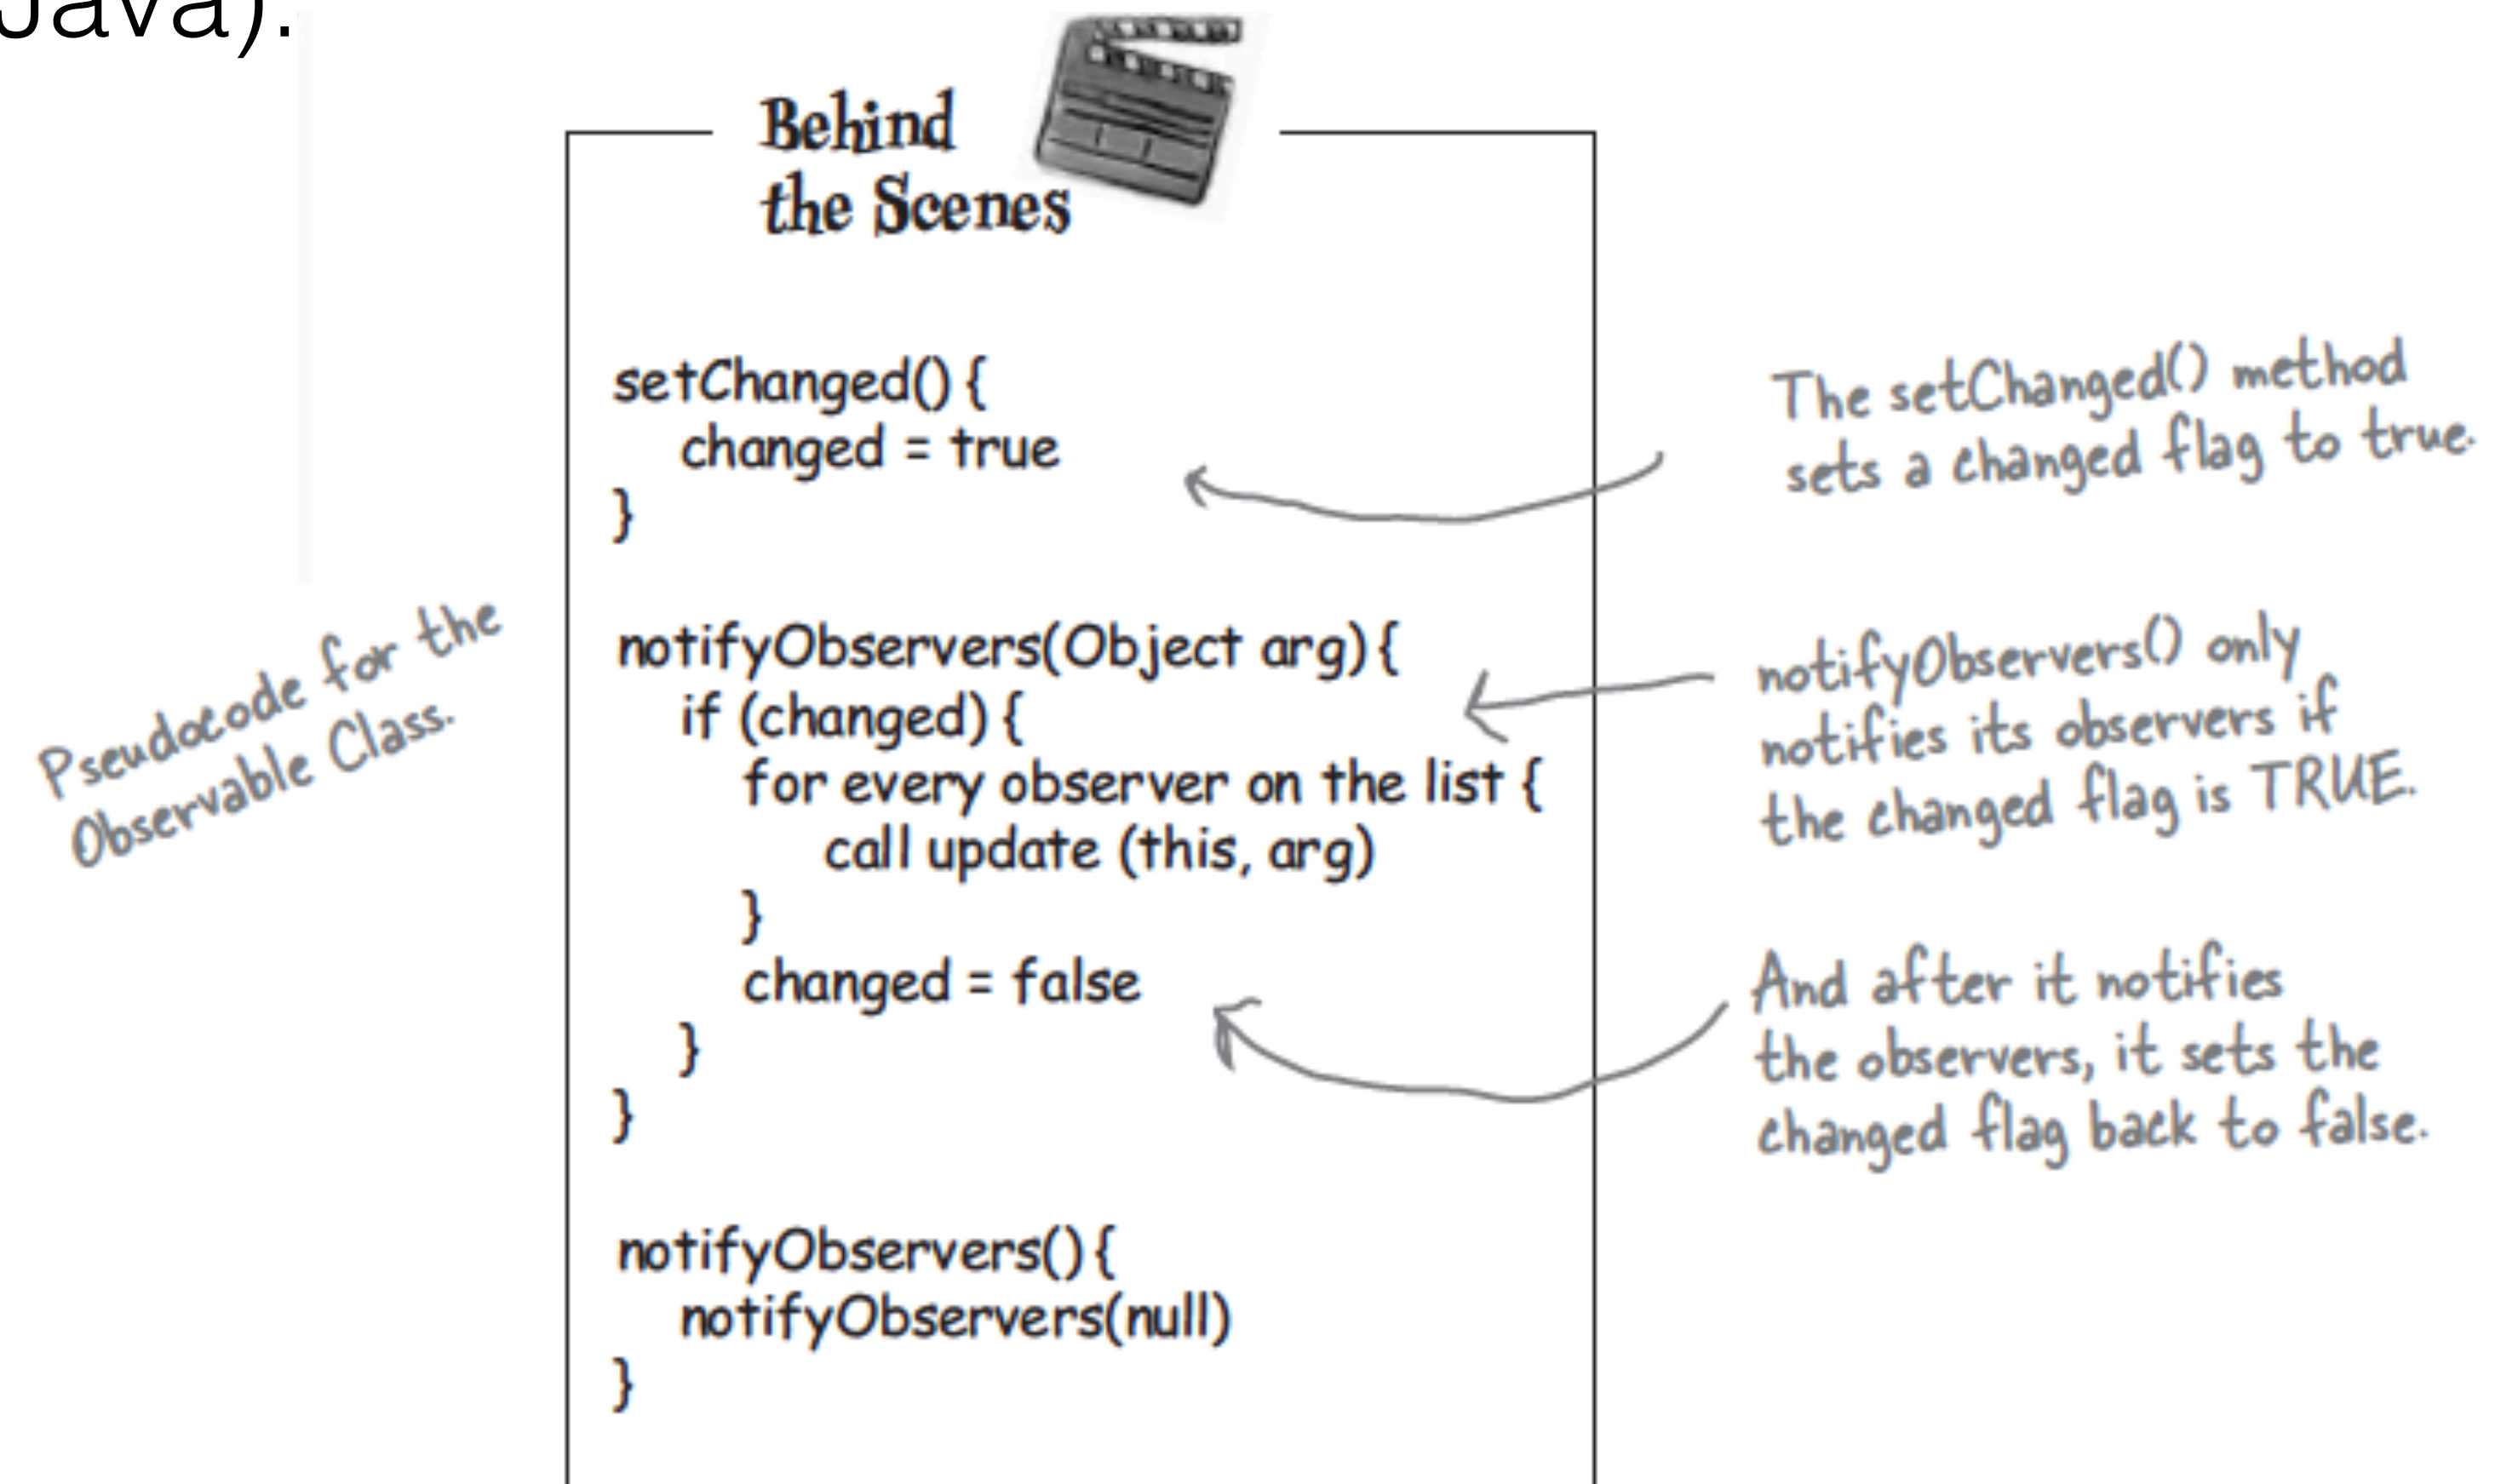 Java).
Behind
the Scenes
setChanged() {
changed = true
}
The setChanged() method
sets a changed flag to true.
notifyObservers(Object arg) {
if (changed) {
for every observer on the list {
call update (this, arg)
}
changed = false
}
}
notifyObservers() {
notifyObservers(null)
}
Pseudocode for the
Observable Class.
notifyObservers() only
notifies its observers if
the changed flag is TRUE.
And after it notifies
the observers, it sets the
changed flag back to false.